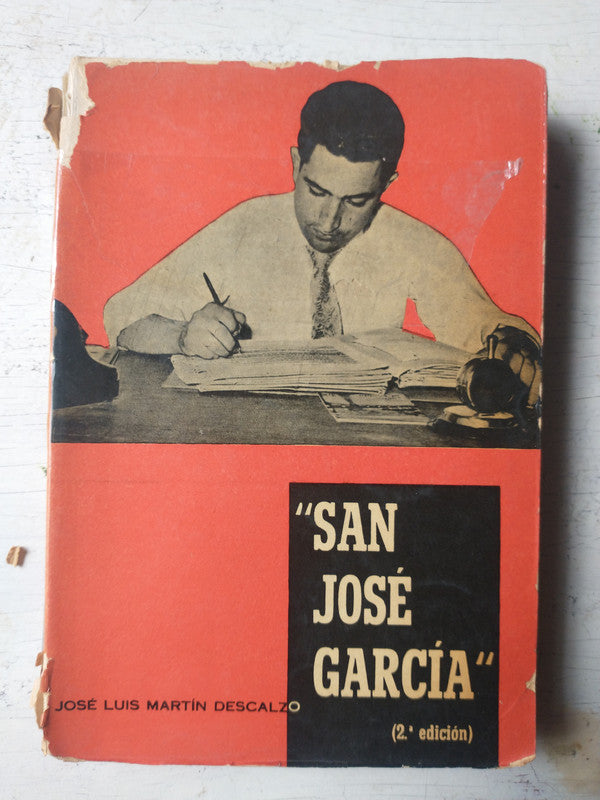 "SAN
JOSÉ
GARCÍA"
JOSÉ LUIS MARTÍN DESCALZO
(2.ª edición)